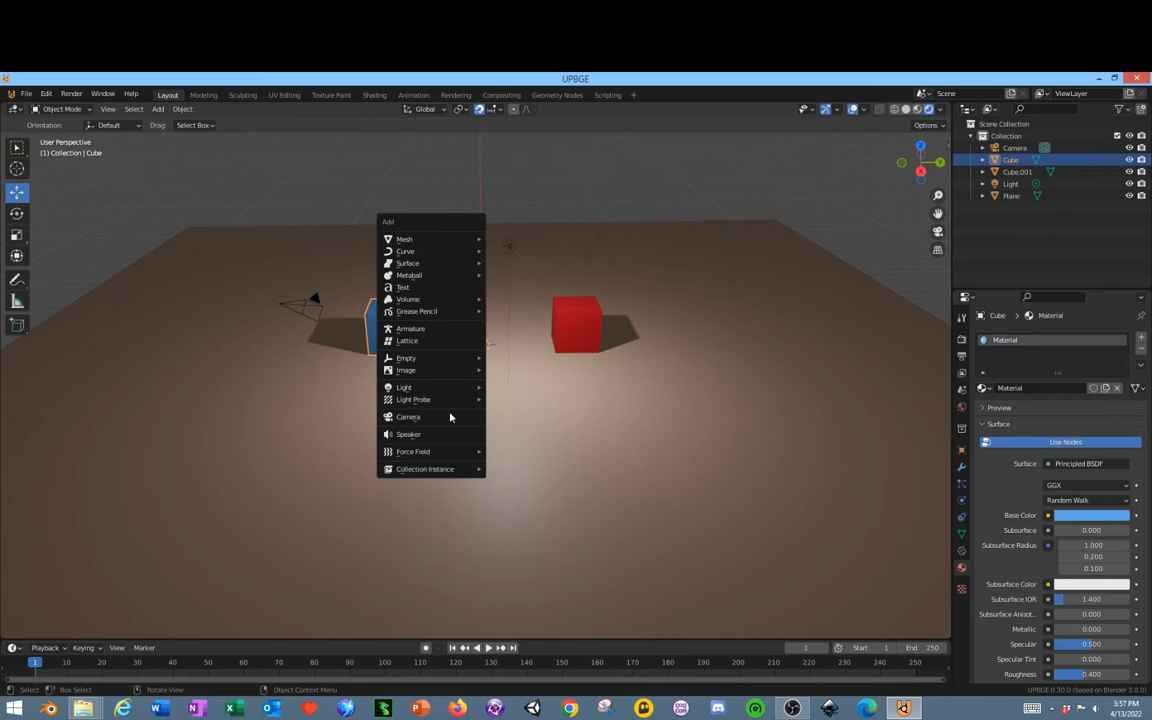 UPBGE
File Edit Render Window Help Layout Modeling Sculpting UV Editing Texture Paint Shading Animation Rendering Compositing Geometry Nodes Scripting + Scene ViewLayer
Object Mode View Select Add Object Global
Orientation: Default Drag: Select Box Options
User Perspective
(1) Collection | Cube
Scene Collection
Collection
Camera
Cube
Cube.001
Light
Plane
X
Y
Z
Add
Mesh
Curve
Surface
Metaball
Text
Volume
Grease Pencil
Armature
Lattice
Empty
Image
Light
Light Probe
Camera
Speaker
Force Field
Collection Instance
Cube > Material
Material
Material
Preview
Surface
Use Nodes
Surface Principled BSDF
GGX
Random Walk
Base Color
Subsurface 0.000
Subsurface Radius 1.000
0.200
0.100
Subsurface Color
Subsurface IOR 1.400
Subsurface Anisot.. 0.000
Metallic 0.000
Specular 0.500
Specular Tint 0.000
Roughness 0.400
Playback Keying View Marker 1 Start 1 End 250
1 10 20 30 40 50 60 70 80 90 100 110 120 130 140 150 160 170 180 190 200 210 220 230 240 250
Select Box Select Rotate View Object Context Menu UPBGE 0.30.0 (based on Blender 3.0.0)
3:57 PM
4/13/2022